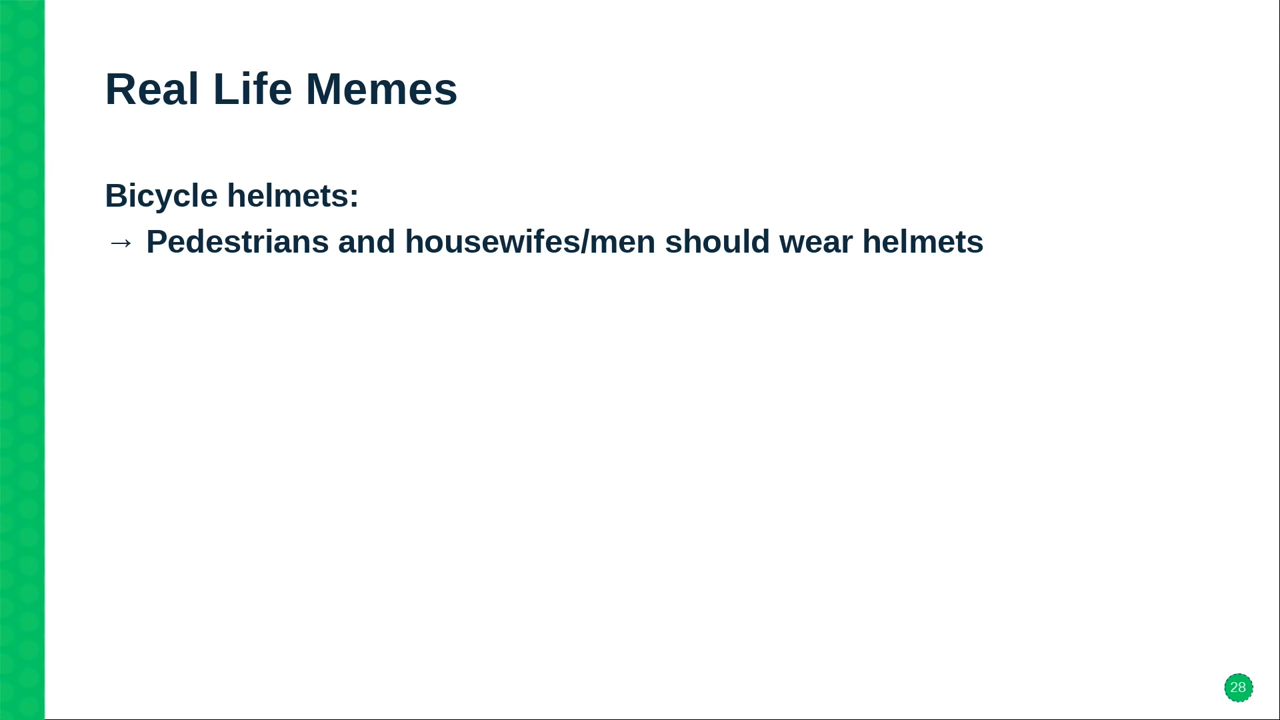 Real Life Memes
Bicycle helmets:
→ Pedestrians and housewifes/men should wear helmets
28